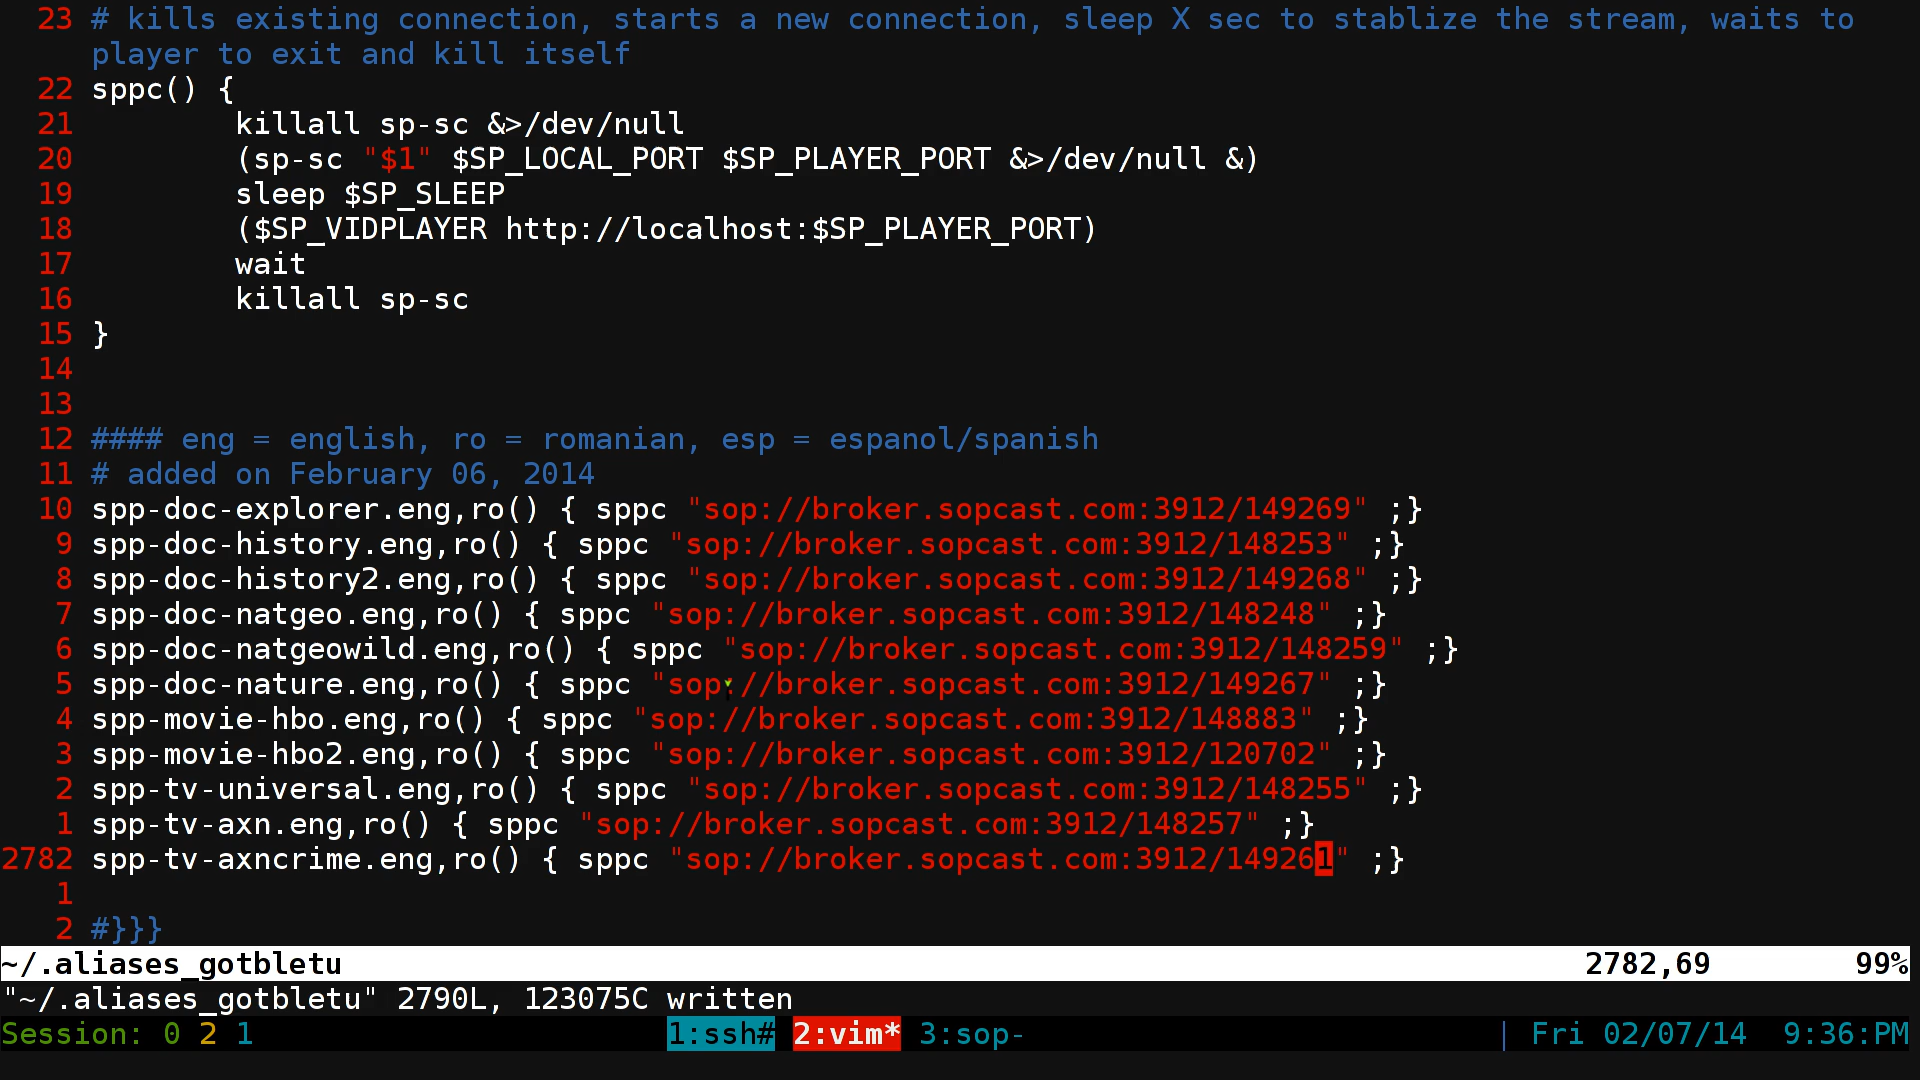 23 # kills existing connection, starts a new connection, sleep X sec to stablize the stream, waits to
player to exit and kill itself
22 sppc() {
21 killall sp-sc &>/dev/null
20 (sp-sc "$1" $SP_LOCAL_PORT $SP_PLAYER_PORT &>/dev/null &)
19 sleep $SP_SLEEP
18 ($SP_VIDPLAYER http://localhost:$SP_PLAYER_PORT)
17 wait
16 killall sp-sc
15 }
14
13
12 #### eng = english, ro = romanian, esp = espanol/spanish
11 # added on February 06, 2014
10 spp-doc-explorer.eng,ro() { sppc "sop://broker.sopcast.com:3912/149269" ;}
9 spp-doc-history.eng,ro() { sppc "sop://broker.sopcast.com:3912/148253" ;}
8 spp-doc-history2.eng,ro() { sppc "sop://broker.sopcast.com:3912/149268" ;}
7 spp-doc-natgeo.eng,ro() { sppc "sop://broker.sopcast.com:3912/148248" ;}
6 spp-doc-natgeowild.eng,ro() { sppc "sop://broker.sopcast.com:3912/148259" ;}
5 spp-doc-nature.eng,ro() { sppc "sop://broker.sopcast.com:3912/149267" ;}
4 spp-movie-hbo.eng,ro() { sppc "sop://broker.sopcast.com:3912/148883" ;}
3 spp-movie-hbo2.eng,ro() { sppc "sop://broker.sopcast.com:3912/120702" ;}
2 spp-tv-universal.eng,ro() { sppc "sop://broker.sopcast.com:3912/148255" ;}
1 spp-tv-axn.eng,ro() { sppc "sop://broker.sopcast.com:3912/148257" ;}
2782 spp-tv-axncrime.eng,ro() { sppc "sop://broker.sopcast.com:3912/149261" ;}
1
2 #}}}
~/.aliases_gotbletu 2782,69 99%
"~/.aliases_gotbletu" 2790L, 123075C written
Session: 0 2 1 1:ssh# 2:vim* 3:sop- | Fri 02/07/14 9:36:PM